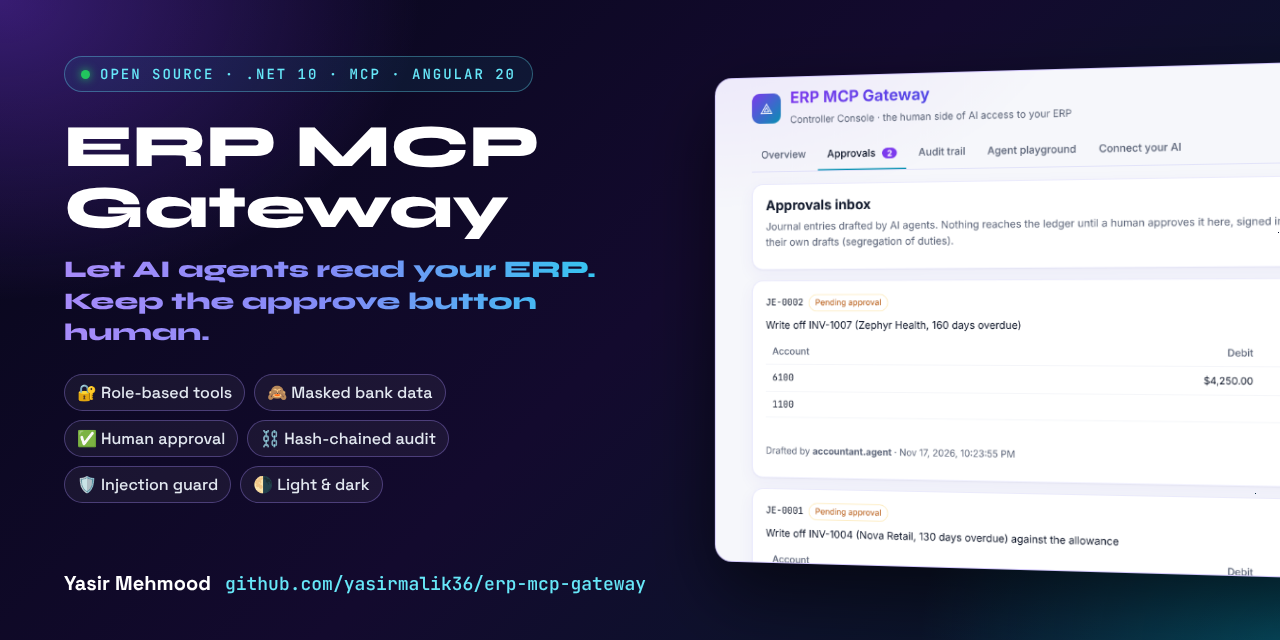 OPEN SOURCE · .NET 10 · MCP · ANGULAR 20
ERP MCP
Gateway
Let AI agents read your ERP.
Keep the approve button
human.
🔐 Role-based tools
🙈 Masked bank data
✅ Human approval
⛓️ Hash-chained audit
🛡️ Injection guard
🌗 Light & dark
Yasir Mehmood github.com/yasirmalik36/erp-mcp-gateway
ERP MCP Gateway
Controller Console · the human side of AI access to your ERP
Overview Approvals 2 Audit trail Agent playground Connect your AI
Approvals inbox
Journal entries drafted by AI agents. Nothing reaches the ledger until a human approves it here, signed
their own drafts (segregation of duties).
JE-0002 Pending approval
Write off INV-1007 (Zephyr Health, 160 days overdue)
Account Debit
6100 $4,250.00
1100
Drafted by accountant.agent · Nov 17, 2026, 10:23:55 PM
JE-0001 Pending approval
Write off INV-1004 (Nova Retail, 130 days overdue) against the allowance
Account Debit